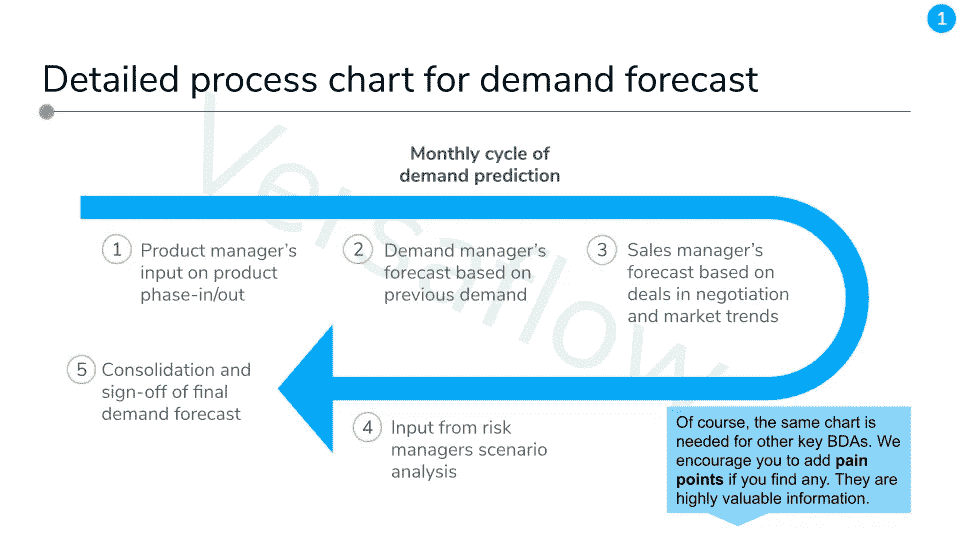 1
Detailed process chart for demand forecast
Monthly cycle of
demand prediction
1 Product manager's
input on product
phase-in/out
2 Demand manager's
forecast based on
previous demand
3 Sales manager's
forecast based on
deals in negotiation
and market trends
5 Consolidation and
sign-off of final
demand forecast
4 Input from risk
managers scenario
analysis
Of course, the same chart is
needed for other key BDAs. We
encourage you to add pain
points if you find any. They are
highly valuable information.
Versaflow